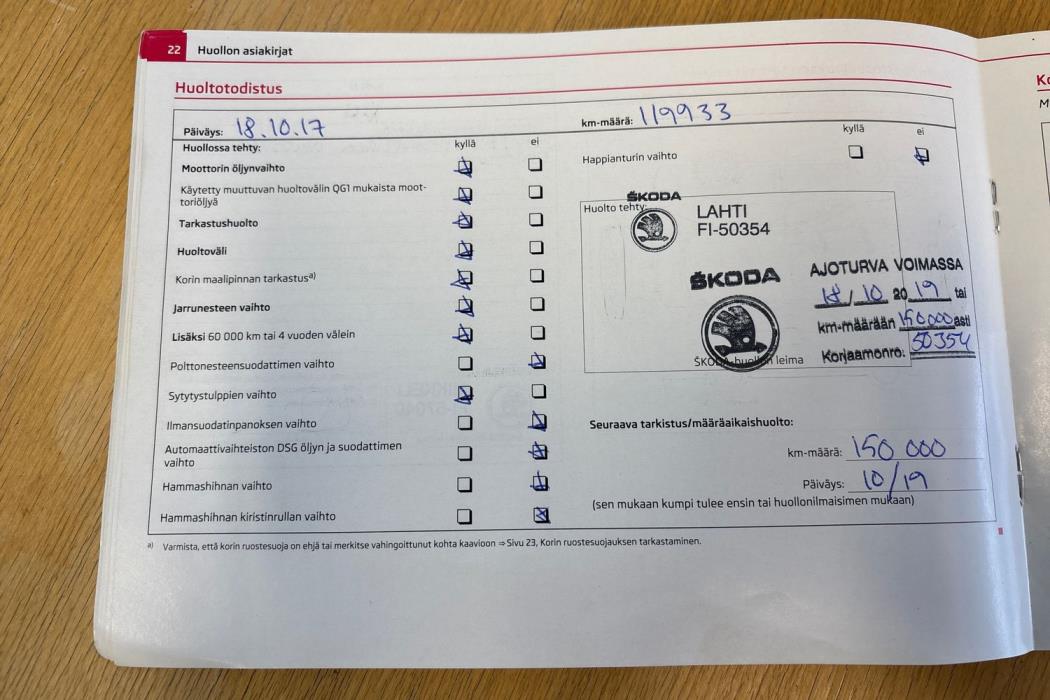 22 Huollon asiakirjat
Huoltotodistus
Päiväys: 18.10.17
km-määrä: 119933
Huollossa tehty: kyllä ei
Moottorin öljynvaihto
Käytetty muuttuvan huoltovälin QG1 mukaista moot-
toriöljyä
Tarkastushuolto
Huoltoväli
Korin maalipinnan tarkastus a)
Jarrunesteen vaihto
Lisäksi 60 000 km tai 4 vuoden välein
Polttonesteensuodattimen vaihto
Sytytystulppien vaihto
Ilmansuodatinpanoksen vaihto
Automaattivaihteiston DSG öljyn ja suodattimen
vaihto
Hammashihnan vaihto
Hammashihnan kiristinrullan vaihto
kyllä ei
Happianturin vaihto
Huolto tehty:
ŠKODA
LAHTI
FI-50354
ŠKODA
AJOTURVA VOIMASSA
18/10 2019 tai
km-määrään 150000 asti
Korjaamonro: 50354
ŠKODA-huollon leima
Seuraava tarkistus/määräaikaishuolto:
km-määrä: 150 000
Päiväys: 10/19
(sen mukaan kumpi tulee ensin tai huollonilmaisimen mukaan)
a) Varmista, että korin ruostesuoja on ehjä tai merkitse vahingoittunut kohta kaavioon ⇒ Sivu 23, Korin ruostesuojauksen tarkastaminen.